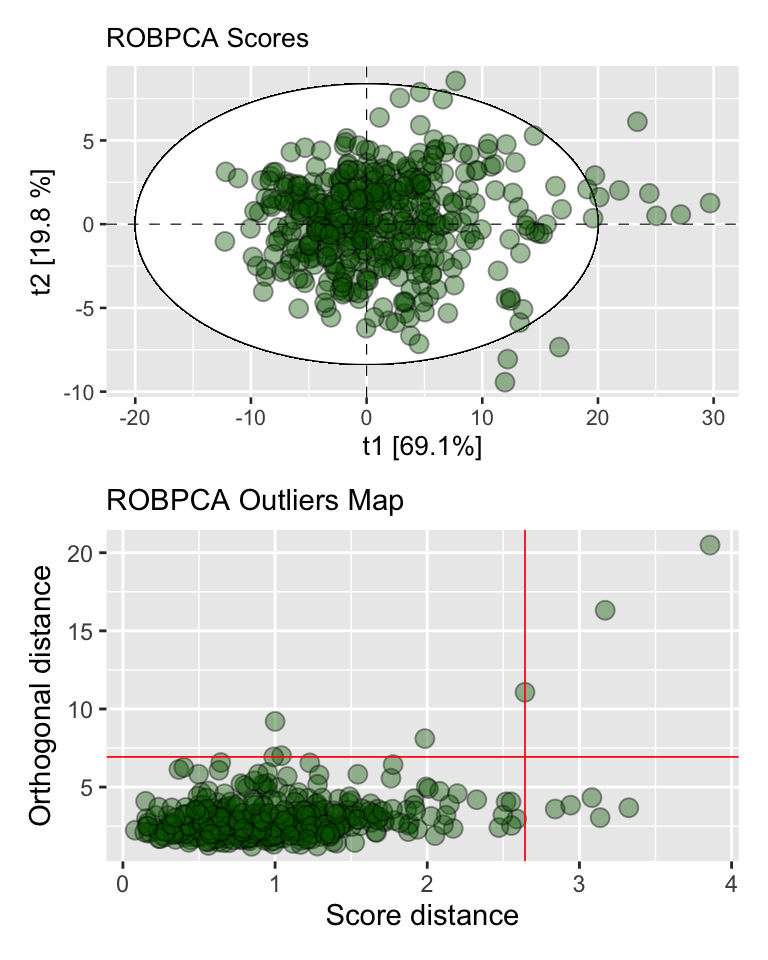 ROBPCA Scores
t2 [19.8 %]
5
0
-5
-10
-20 -10 0 10 20 30
t1 [69.1%]
ROBPCA Outliers Map
Orthogonal distance
20
15
10
5
0 1 2 3 4
Score distance